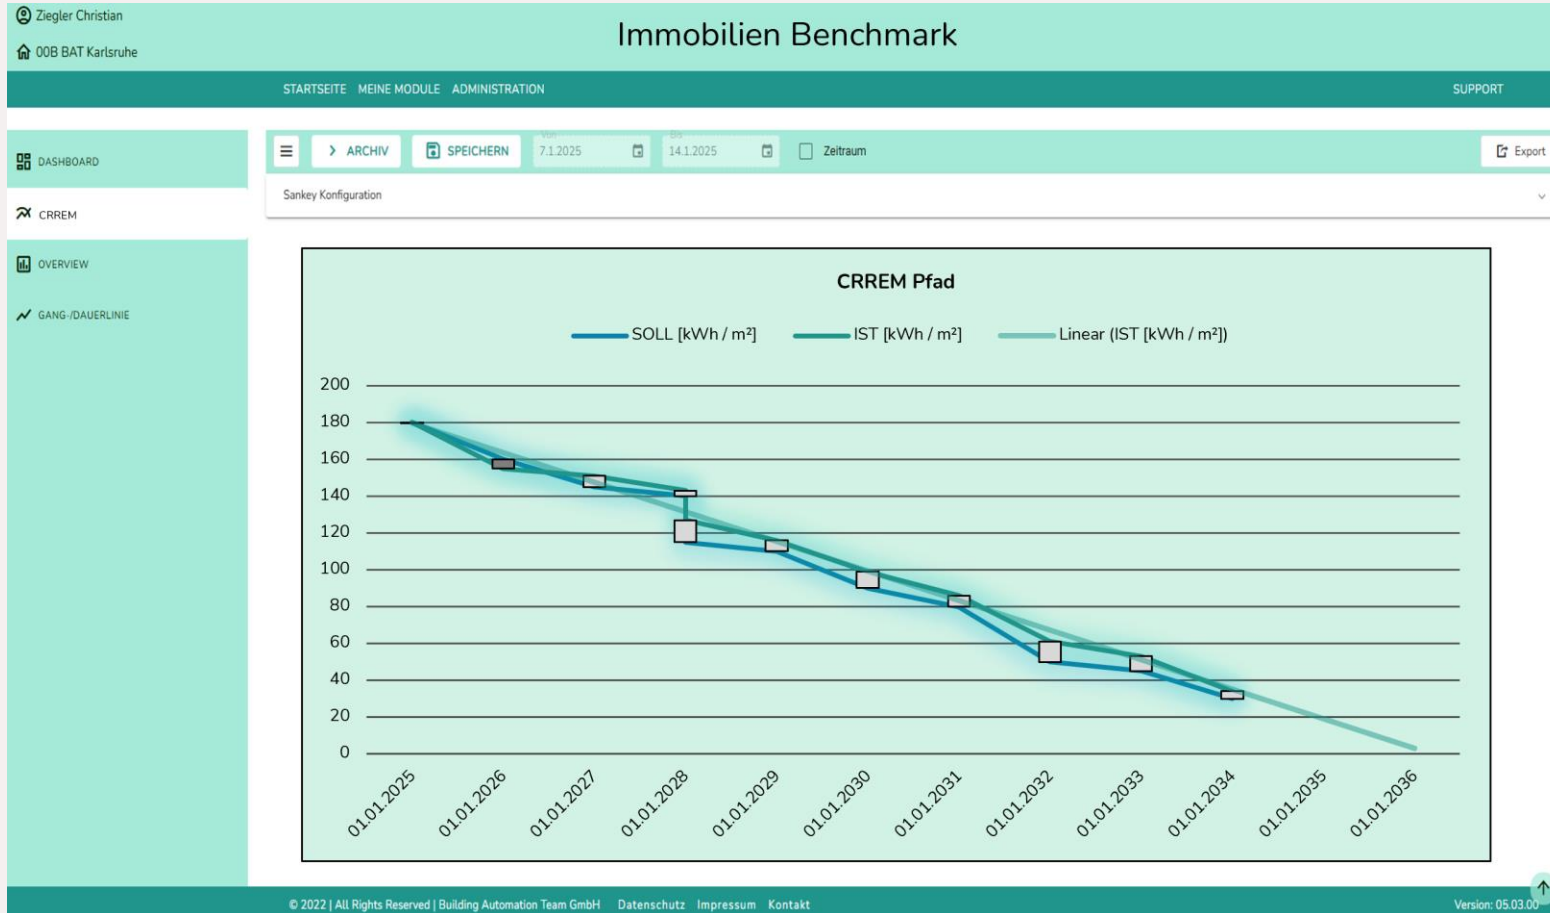 Ziegler Christian
00B BAT Karlsruhe
Immobilien Benchmark
STARTSEITE MEINE MODULE ADMINISTRATION SUPPORT
DASHBOARD
CRREM
OVERVIEW
GANG-/DAUERLINIE
ARCHIV SPEICHERN Von 7.1.2025 Bis 14.1.2025 Zeitraum Export
Sankey Konfiguration
CRREM Pfad
SOLL [kWh / m²] IST [kWh / m²] Linear (IST [kWh / m²])
200
180
160
140
120
100
80
60
40
20
0
01.01.2025 01.01.2026 01.01.2027 01.01.2028 01.01.2029 01.01.2030 01.01.2031 01.01.2032 01.01.2033 01.01.2034 01.01.2035 01.01.2036
© 2022 | All Rights Reserved | Building Automation Team GmbH Datenschutz Impressum Kontakt Version: 05.03.00